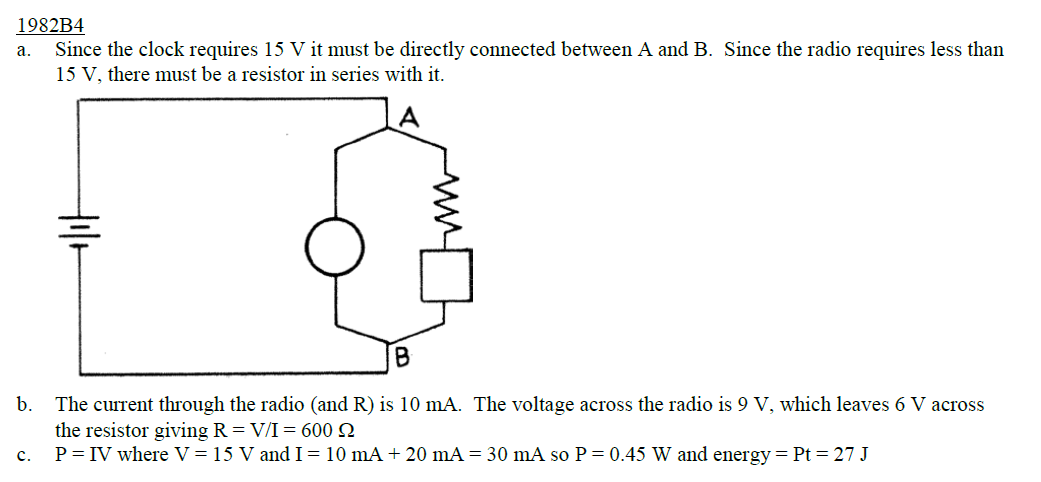 1982B4
a. Since the clock requires 15 V it must be directly connected between A and B. Since the radio requires less than
15 V, there must be a resistor in series with it.
A
B
b. The current through the radio (and R) is 10 mA. The voltage across the radio is 9 V, which leaves 6 V across
the resistor giving R = V/I = 600 Ω
c. P = IV where V = 15 V and I = 10 mA + 20 mA = 30 mA so P = 0.45 W and energy = Pt = 27 J